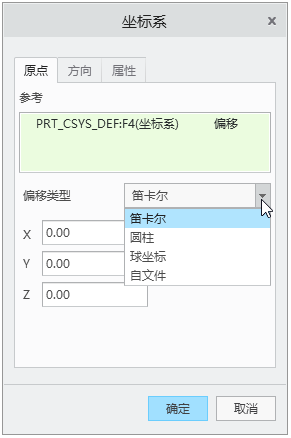 坐标系
原点 方向 属性
参考
PRT_CSYS_DEF:F4(坐标系) 偏移
偏移类型 笛卡尔
笛卡尔
X 0.00
圆柱
Y 0.00
球坐标
自文件
Z 0.00
确定 取消